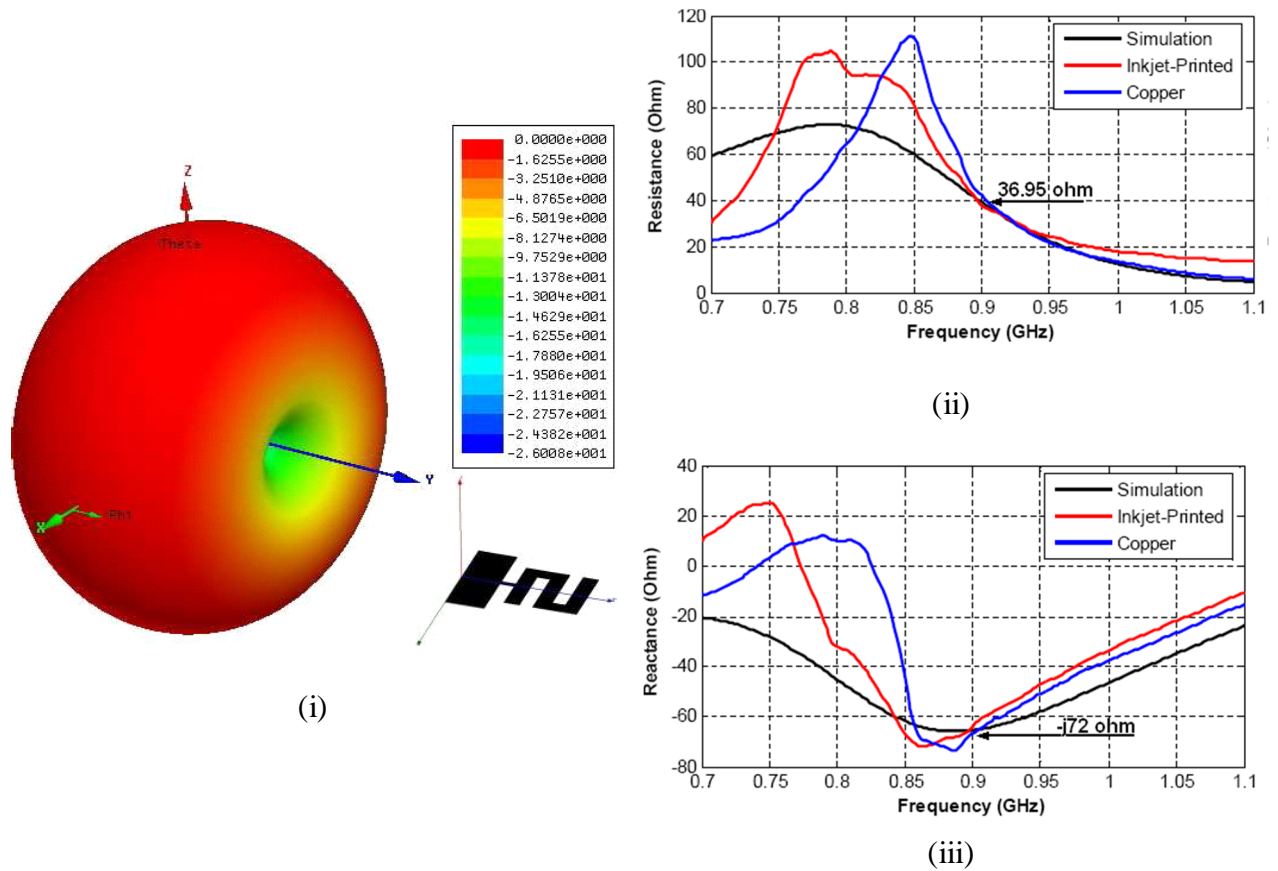 Z
Theta
X
Phi
Y
0.0000e+000
-1.6255e+000
-3.2510e+000
-4.8765e+000
-6.5019e+000
-8.1274e+000
-9.7529e+000
-1.1378e+001
-1.3004e+001
-1.4629e+001
-1.6255e+001
-1.7880e+001
-1.9506e+001
-2.1131e+001
-2.2757e+001
-2.4382e+001
-2.6008e+001
(i)
Resistance (Ohm)
120
100
80
60
40
20
0
Simulation
Inkjet-Printed
Copper
36.95 ohm
0.7 0.75 0.8 0.85 0.9 0.95 1 1.05 1.1
Frequency (GHz)
(ii)
Reactance (Ohm)
40
20
0
-20
-40
-60
-80
Simulation
Inkjet-Printed
Copper
-j72 ohm
0.7 0.75 0.8 0.85 0.9 0.95 1 1.05 1.1
Frequency (GHz)
(iii)